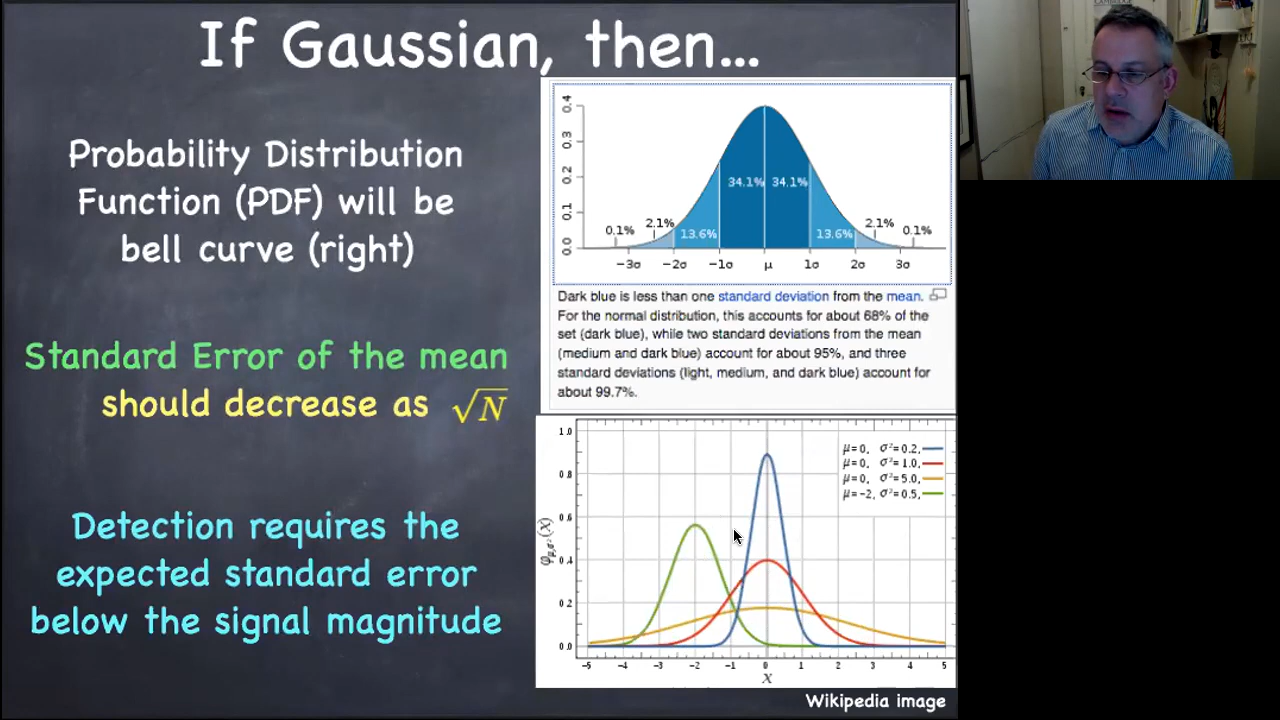 If Gaussian, then...
Probability Distribution
Function (PDF) will be
bell curve (right)
Standard Error of the mean
should decrease as √N
Detection requires the
expected standard error
below the signal magnitude
0.4
0.3
0.2
0.1
0.0
34.1% 34.1%
0.1% 2.1% 13.6% 13.6% 2.1% 0.1%
−3σ −2σ −1σ μ 1σ 2σ 3σ
Dark blue is less than one standard deviation from the mean.
For the normal distribution, this accounts for about 68% of the
set (dark blue), while two standard deviations from the mean
(medium and dark blue) account for about 95%, and three
standard deviations (light, medium, and dark blue) account for
about 99.7%.
1.0
0.8
0.6
0.4
0.2
0.0
φμ,σ²(x)
μ=0, σ²=0.2,
μ=0, σ²=1.0,
μ=0, σ²=5.0,
μ=−2, σ²=0.5,
−5 −4 −3 −2 −1 0 1 2 3 4 5
x
Wikipedia image